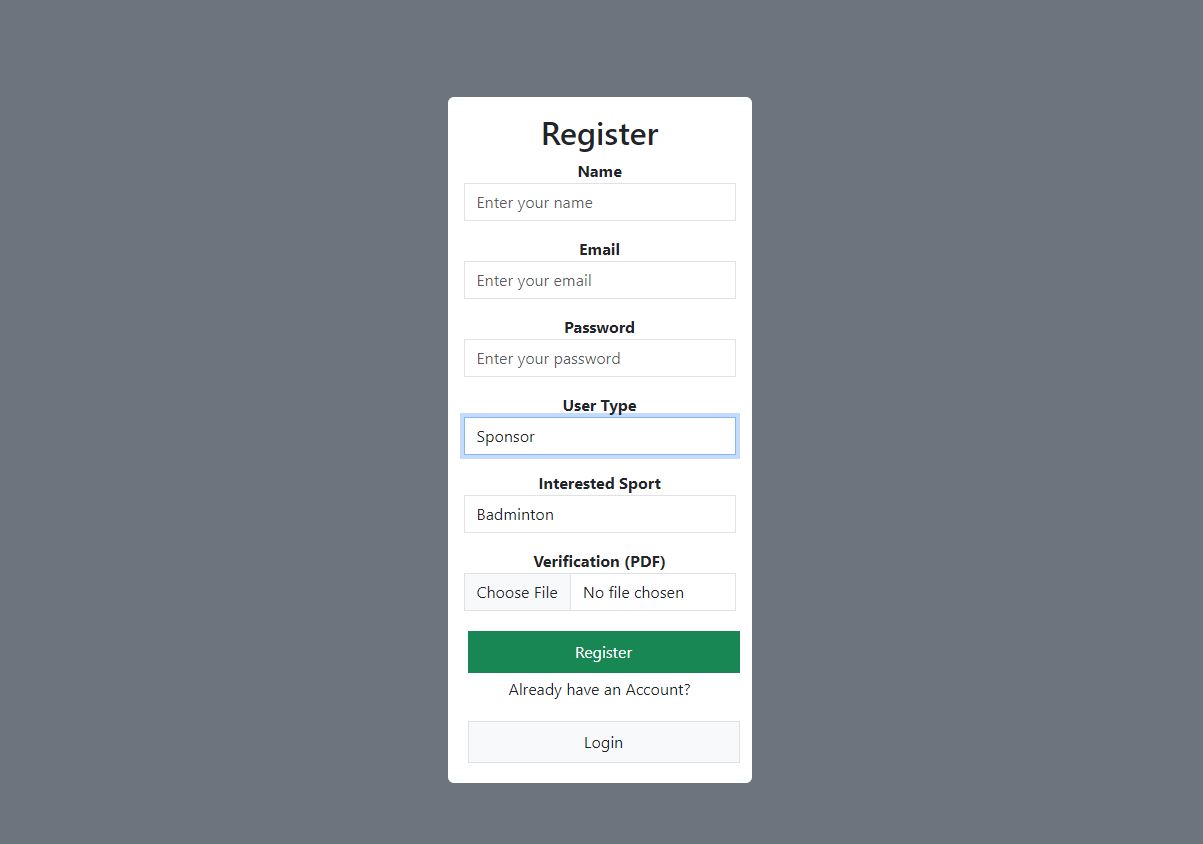 Register
Name
Enter your name
Email
Enter your email
Password
Enter your password
User Type
Sponsor
Interested Sport
Badminton
Verification (PDF)
Choose File No file chosen
Register
Already have an Account?
Login